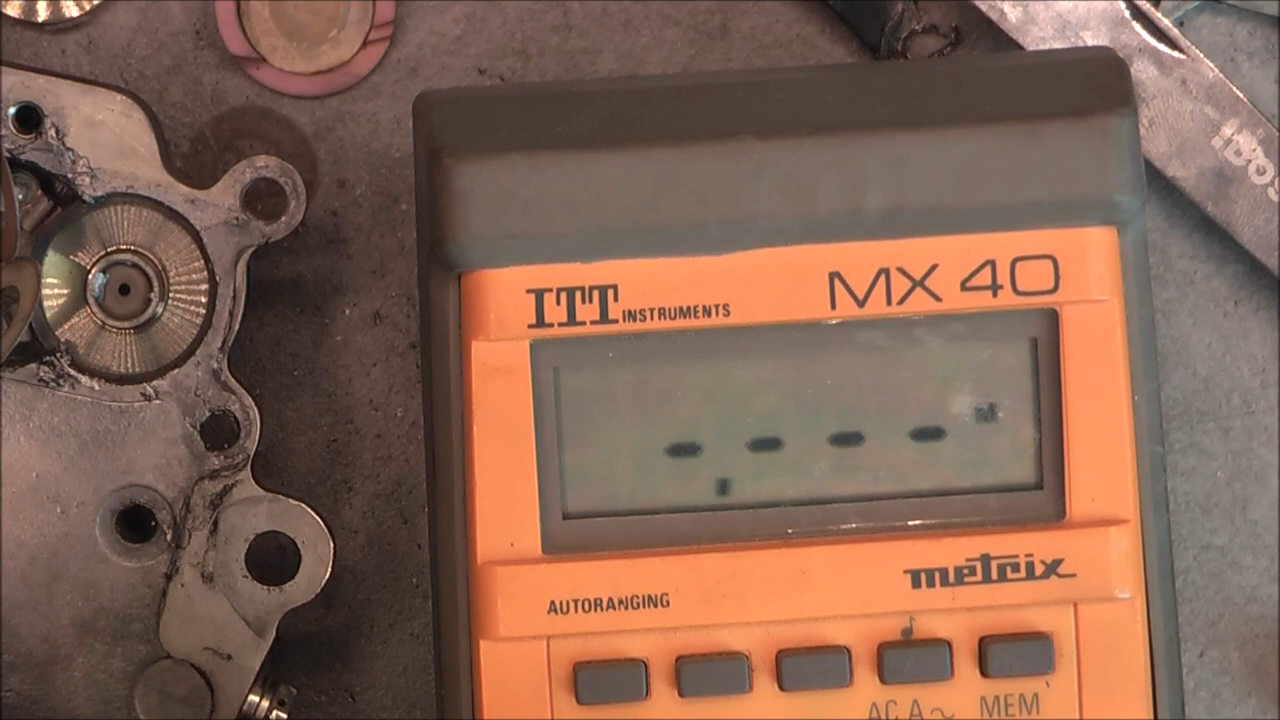 ITT INSTRUMENTS MX 40
-.--- M
metrix
AUTORANGING
AC A~ MEM